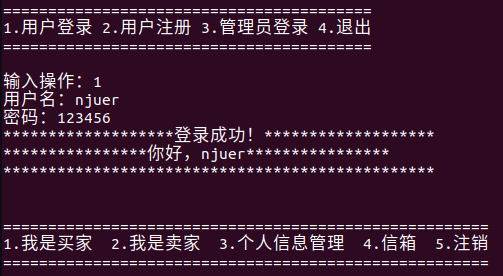 =========================================
1.用户登录 2.用户注册 3.管理员登录 4.退出
=========================================
输入操作：1
用户名：njuer
密码：123456
*******************登录成功！*******************
****************你好，njuer****************
************************************************
======================================================
1.我是买家  2.我是卖家  3.个人信息管理  4.信箱  5.注销
======================================================